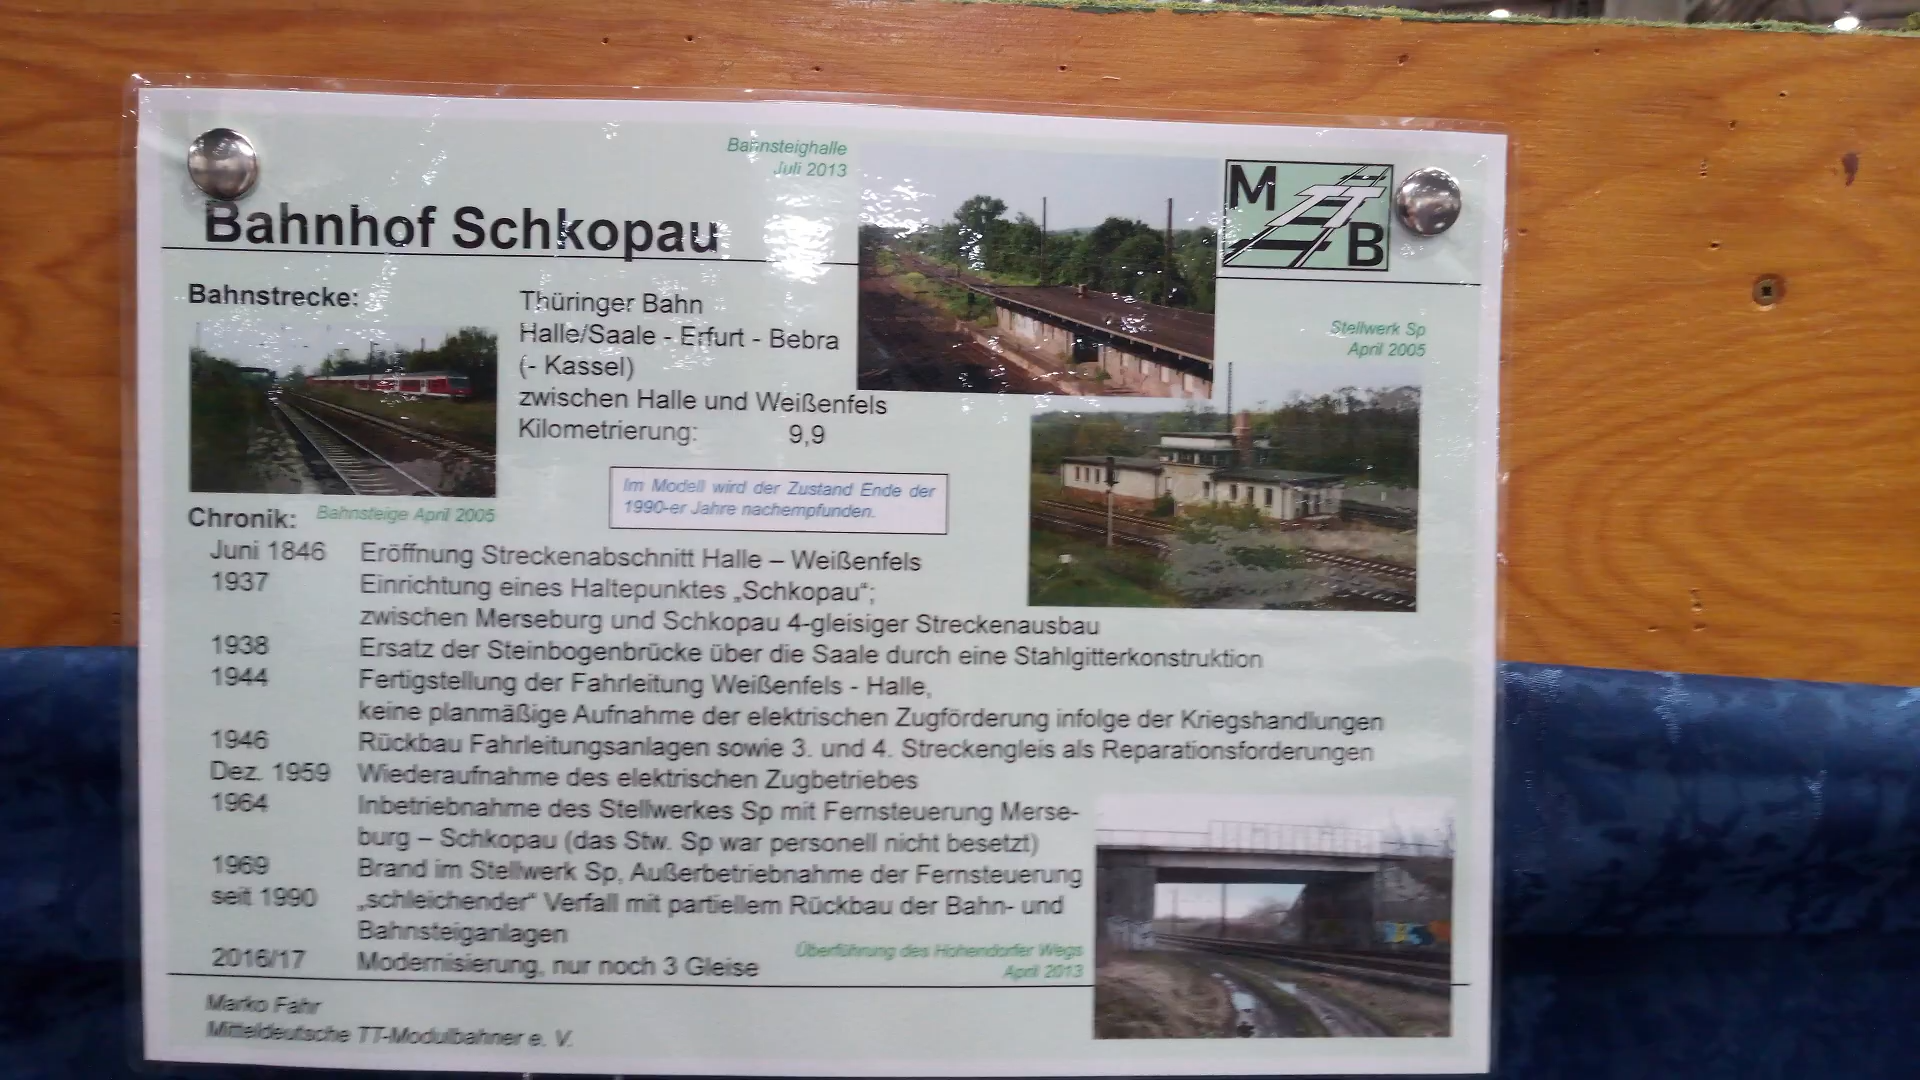 Bahnsteighalle
Juli 2013
M TT B
Bahnhof Schkopau
Bahnstrecke:
Thüringer Bahn
Halle/Saale - Erfurt - Bebra
(- Kassel)
zwischen Halle und Weißenfels
Kilometrierung: 9,9
Stellwerk Sp
April 2005
Im Modell wird der Zustand Ende der
1990-er Jahre nachempfunden.
Bahnsteige April 2005
Chronik:
Juni 1846 Eröffnung Streckenabschnitt Halle – Weißenfels
1937 Einrichtung eines Haltepunktes „Schkopau“;
zwischen Merseburg und Schkopau 4-gleisiger Streckenausbau
1938 Ersatz der Steinbogenbrücke über die Saale durch eine Stahlgitterkonstruktion
1944 Fertigstellung der Fahrleitung Weißenfels - Halle,
keine planmäßige Aufnahme der elektrischen Zugförderung infolge der Kriegshandlungen
1946 Rückbau Fahrleitungsanlagen sowie 3. und 4. Streckengleis als Reparationsforderungen
Dez. 1959 Wiederaufnahme des elektrischen Zugbetriebes
1964 Inbetriebnahme des Stellwerkes Sp mit Fernsteuerung Merse-
burg – Schkopau (das Stw. Sp war personell nicht besetzt)
1969 Brand im Stellwerk Sp, Außerbetriebnahme der Fernsteuerung
seit 1990 „schleichender“ Verfall mit partiellem Rückbau der Bahn- und
Bahnsteiganlagen
2016/17 Modernisierung, nur noch 3 Gleise
Überführung des Hohendorfer Wegs
April 2013
Marko Fahr
Mitteldeutsche TT-Modulbahner e. V.